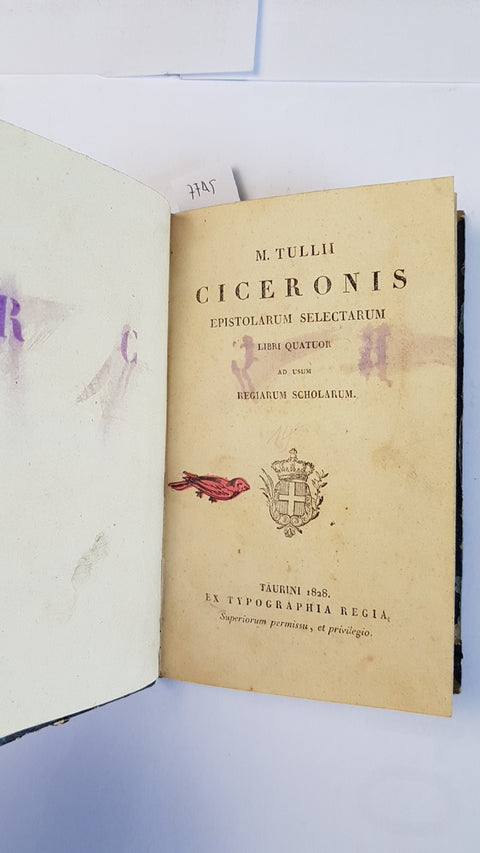 7745
M. TULLII
CICERONIS
EPISTOLARUM SELECTARUM
LIBRI QUATUOR
AD USUM
REGIARUM SCHOLARUM.
TAURINI 1828.
EX TYPOGRAPHIA REGIA,
Superiorum permissu, et privilegio.
R
C